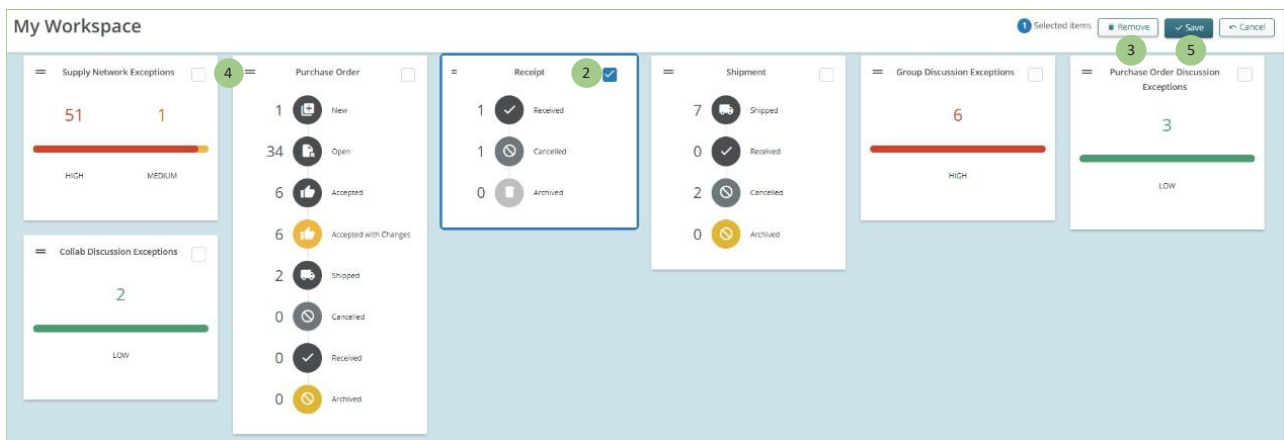 My Workspace
1 Selected items
Remove
Save
Cancel
3
5
Supply Network Exceptions
51
1
HIGH
MEDIUM
4
Purchase Order
1 New
34 Open
6 Accepted
6 Accepted with Changes
2 Shipped
0 Cancelled
0 Received
0 Archived
Receipt
2
1 Received
1 Cancelled
0 Archived
Shipment
7 Shipped
0 Received
2 Cancelled
0 Archived
Group Discussion Exceptions
6
HIGH
Purchase Order Discussion
Exceptions
3
LOW
Collab Discussion Exceptions
2
LOW